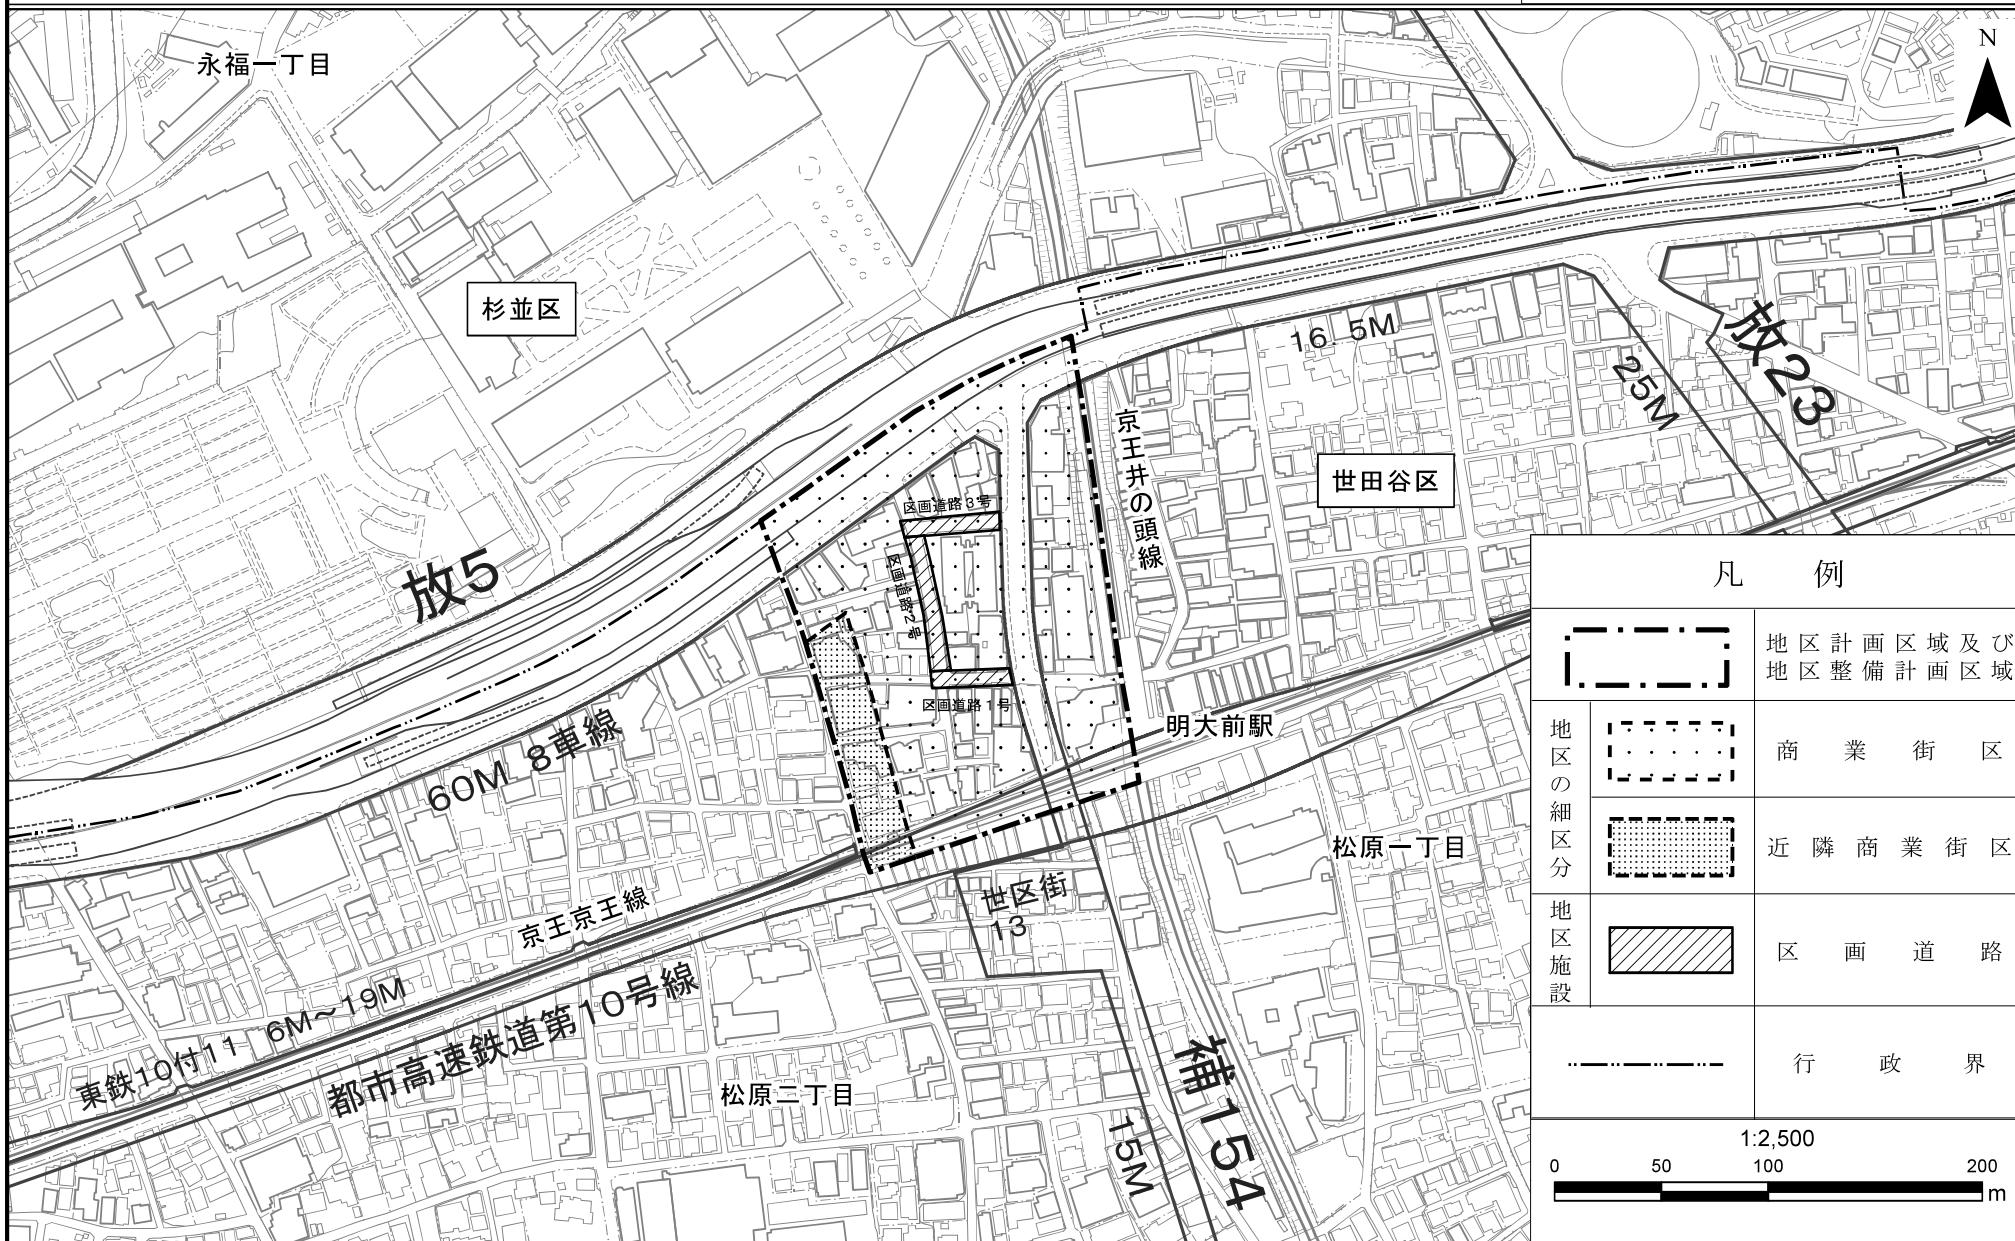 永福一丁目
N
杉並区
16.5M
放23
25M
京王井の頭線
世田谷区
区画道路3号
区画道路2号
区画道路1号
放5
60M 8車線
明大前駅
松原一丁目
世区街
13
京王京王線
東鉄10付11 6M～19M
都市高速鉄道第10号線
松原二丁目
補154
15M
凡例
地区計画区域及び
地区整備計画区域
地区の細区分
商業街区
近隣商業街区
地区施設
区画道路
行政界
1:2,500
0 50 100 200
m